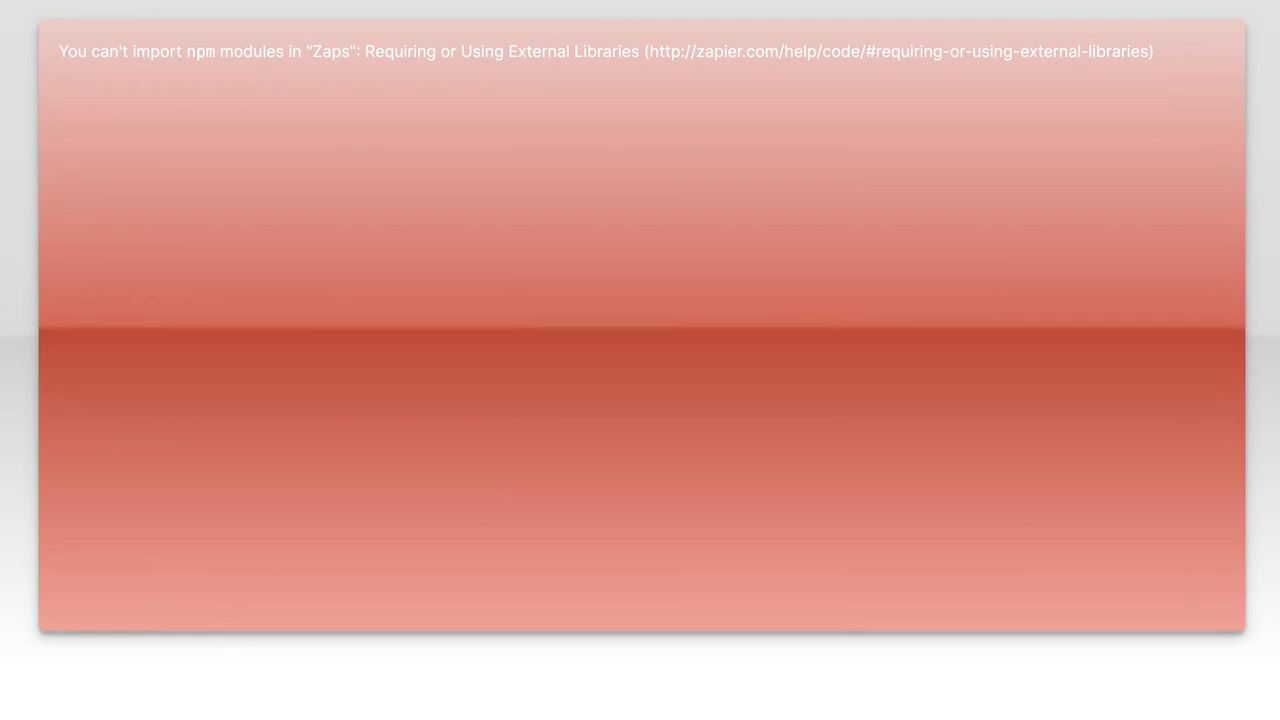 You can't import npm modules in "Zaps": Requiring or Using External Libraries (http://zapier.com/help/code/#requiring-or-using-external-libraries)